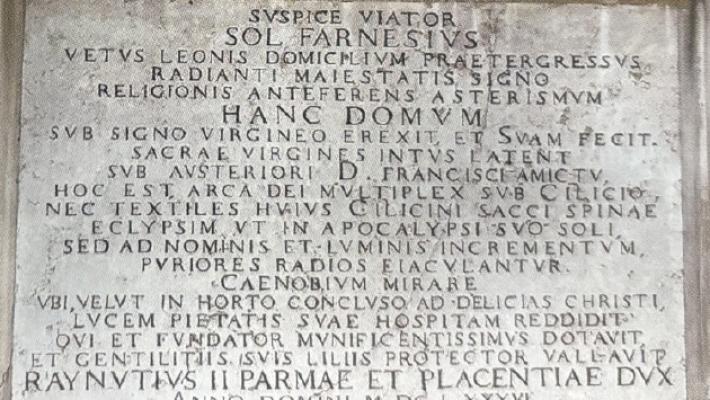 SVSPICE VIATOR
SOL FARNESIVS
VETVS LEONIS DOMICILIVM PRAETERGRESSVS
RADIANTI MAIESTATIS SIGNO
RELIGIONIS ANTEFERENS ASTERISMVM
HANC DOMVM
SVB SIGNO VIRGINEO EREXIT, ET SVAM FECIT.
SACRAE VIRGINES INTVS LATENT
SVB AVSTERIORI D. FRANCISCI AMICTV,
HOC EST, ARCA DEI MVLTIPLEX SVB CILICIO,
NEC TEXTILES HVIVS CILICINI SACCI SPINAE
ECLYPSIM VT IN APOCALYPSI SVO SOLI,
SED AD NOMINIS ET LVMINIS INCREMENTVM,
PVRIORES RADIOS EIACVLANTVR.
CAENOBIVM MIRARE
VBI, VELVT IN HORTO CONCLVSO AD DELICIAS CHRISTI,
LVCEM PIETATIS SVAE HOSPITAM REDDIDIT
QVI ET FVNDATOR MVNIFICENTISSIMVS DOTAVIT,
ET GENTILITIIS SVIS LILIIS PROTECTOR VALLAVIT
RAYNVTIVS II PARMAE ET PLACENTIAE DVX
ANNO DOMINI M DC LXXXVI